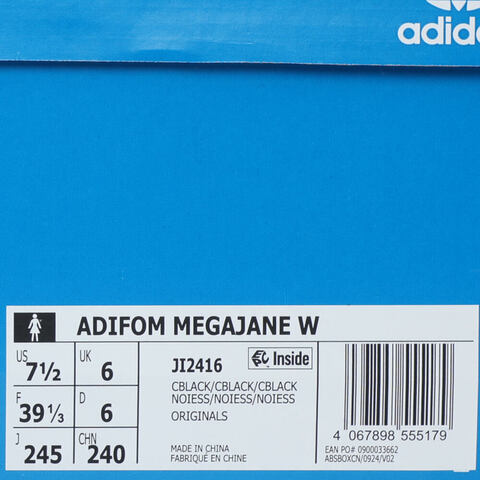 adidas
ADIFOM MEGAJANE W
US 7½ UK 6
F 39⅓ D 6
J 245 CHN 240
JI2416 Inside
CBLACK/CBLACK/CBLACK
NOIESS/NOIESS/NOIESS
ORIGINALS
MADE IN CHINA
FABRIQUÉ EN CHINE
4 067898 555179
EAN PO# 0900033662
ABSBOXCN/0924/V02